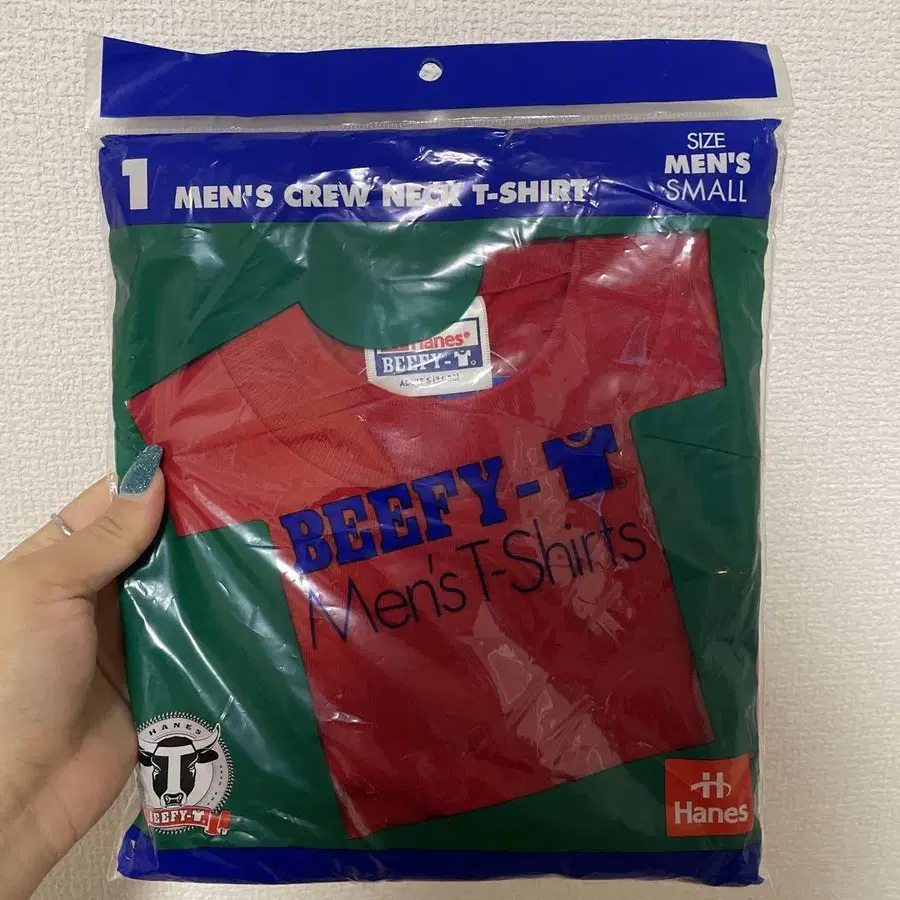 1 MEN'S CREW NECK T-SHIRT
SIZE
MEN'S
SMALL
Hanes®
BEEFY-T®
BEEFY-T®
Men's T-Shirts
HANES
T
BEEFY-T
Hanes